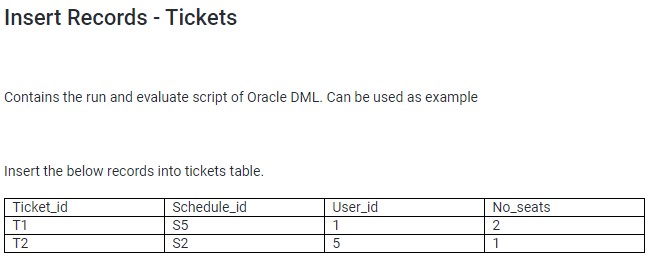 Insert Records - Tickets
Contains the run and evaluate script of Oracle DML. Can be used as example
Insert the below records into tickets table.
Ticket_id Schedule_id User_id No_seats
T1 S5 1 2
T2 S2 5 1